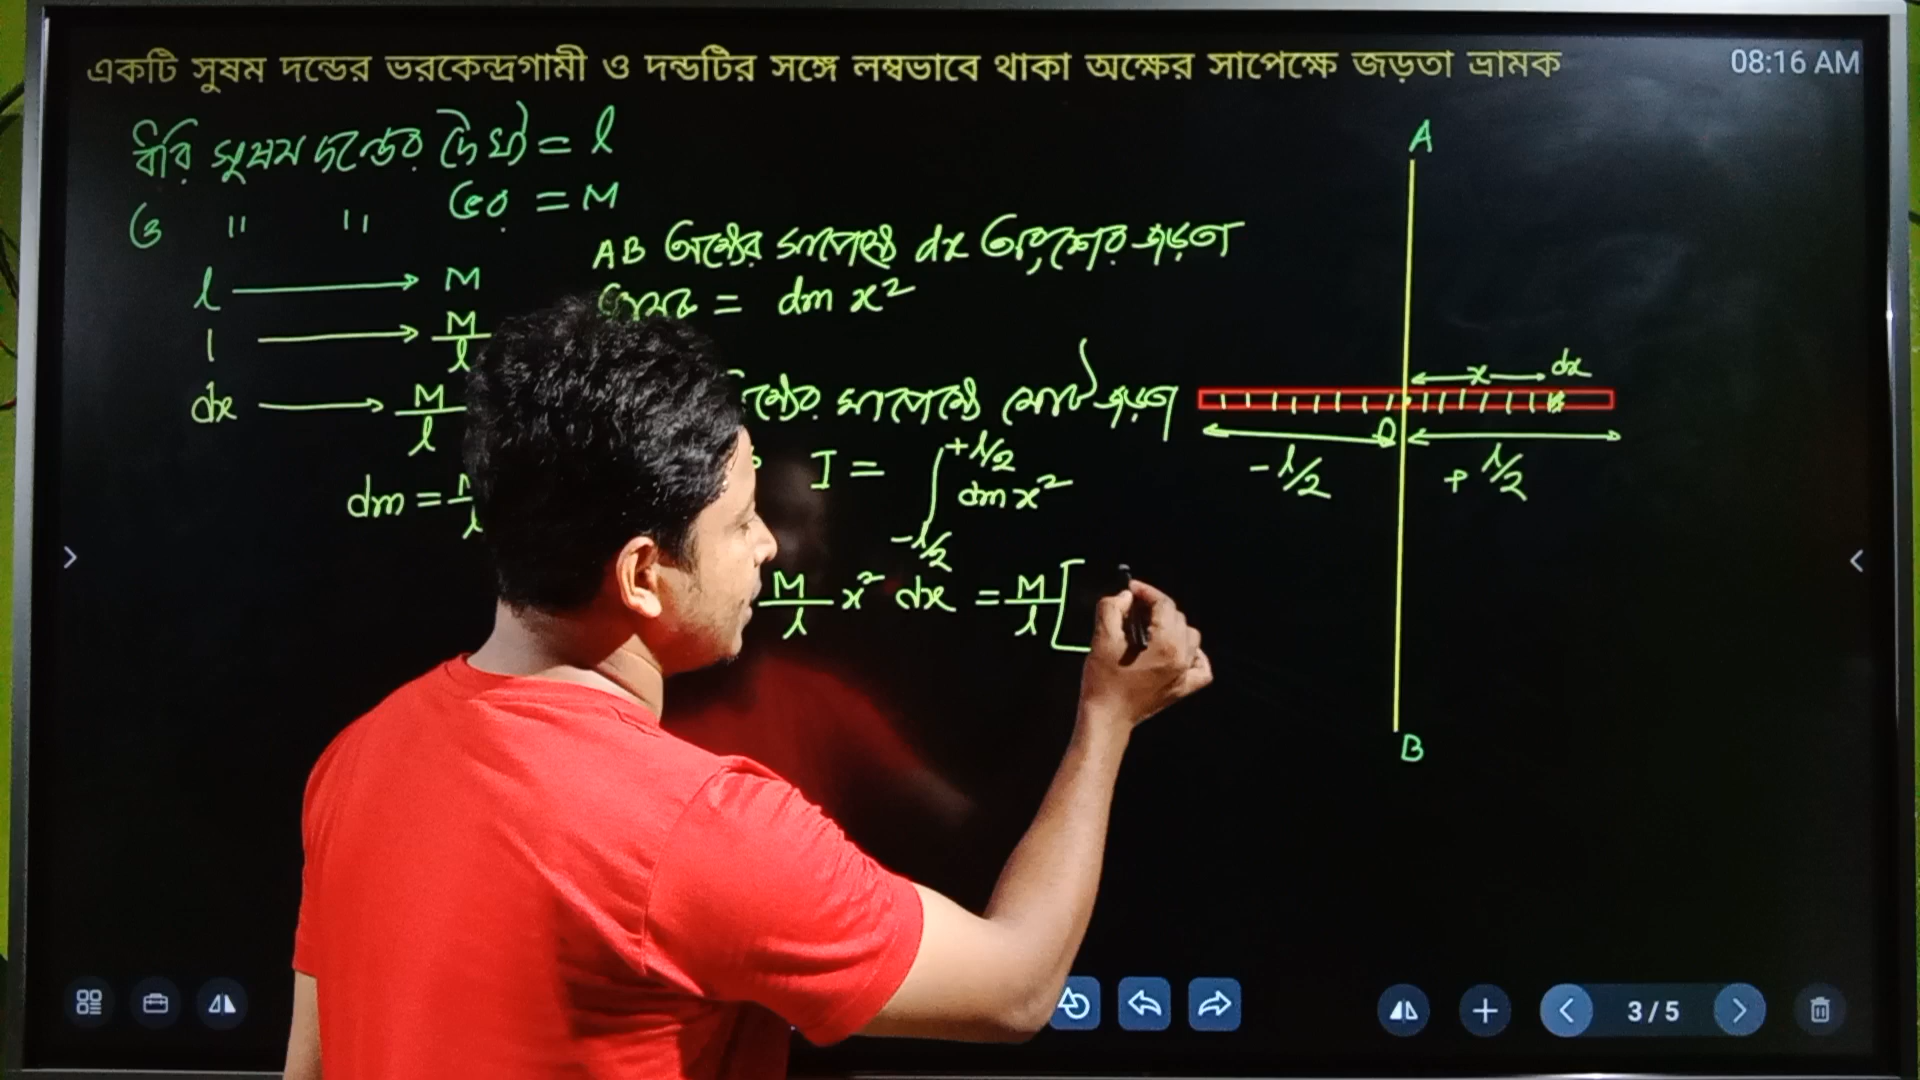 একটি সুষম দন্ডের ভরকেন্দ্রগামী ও দন্ডটির সঙ্গে লম্বভাবে থাকা অক্ষের সাপেক্ষে জড়তা ভ্রামক
08:16 AM
ধরি সুষম দন্ডের দৈর্ঘ্য = l
ও " " ভর = M
l → M
1 → M/l
dx → M/l
dm = M/l
AB অক্ষের সাপেক্ষে dx অংশের জড়তা
ভ্রামক = dm x²
অক্ষের সাপেক্ষে মোট জড়তা
I = ∫ +l/2 -l/2 dm x²
M/l x² dx = M/l [
A
x dx
O
-l/2 + l/2
B
3 / 5